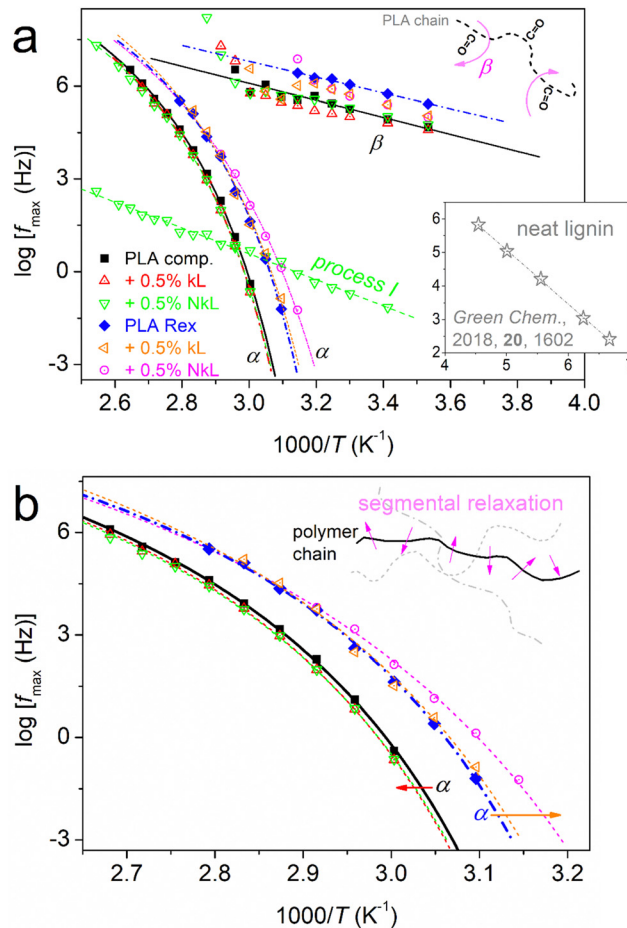 a
PLA chain
C=O
C=O
C=O
β
β
log [fmax (Hz)]
6
3
0
-3
process I
PLA comp.
+ 0.5% kL
+ 0.5% NkL
PLA Rex
+ 0.5% kL
+ 0.5% NkL
α
α
neat lignin
Green Chem.,
2018, 20, 1602
6
5
4
3
2
4 5 6 7
2.6 2.8 3.0 3.2 3.4 3.6 3.8 4.0
1000/T (K⁻¹)
b
segmental relaxation
polymer
chain
log [fmax (Hz)]
6
3
0
-3
α
α
2.7 2.8 2.9 3.0 3.1 3.2
1000/T (K⁻¹)